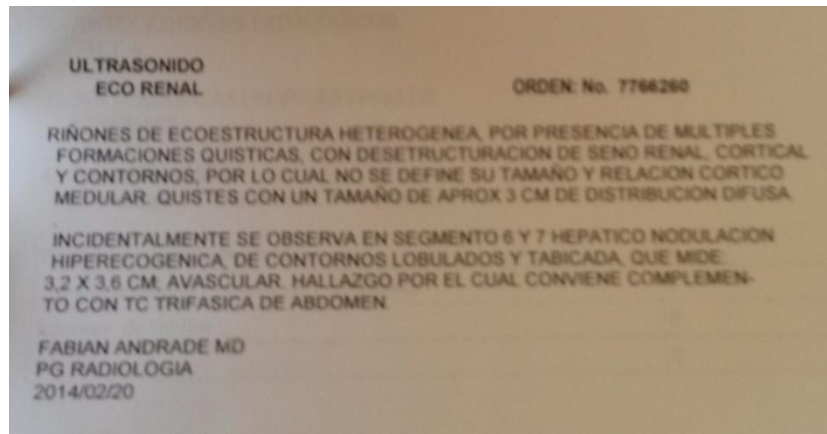 ULTRASONIDO
ECO RENAL ORDEN: No. 7766260
RIÑONES DE ECOESTRUCTURA HETEROGENEA, POR PRESENCIA DE MULTIPLES
FORMACIONES QUISTICAS, CON DESETRUCTURACION DE SENO RENAL, CORTICAL
Y CONTORNOS, POR LO CUAL NO SE DEFINE SU TAMAÑO Y RELACION CORTICO
MEDULAR. QUISTES CON UN TAMAÑO DE APROX 3 CM DE DISTRIBUCION DIFUSA.
INCIDENTALMENTE SE OBSERVA EN SEGMENTO 6 Y 7 HEPATICO NODULACION
HIPERECOGENICA, DE CONTORNOS LOBULADOS Y TABICADA, QUE MIDE:
3,2 X 3,6 CM, AVASCULAR. HALLAZGO POR EL CUAL CONVIENE COMPLEMEN-
TO CON TC TRIFASICA DE ABDOMEN.
FABIAN ANDRADE MD
PG RADIOLOGIA
2014/02/20